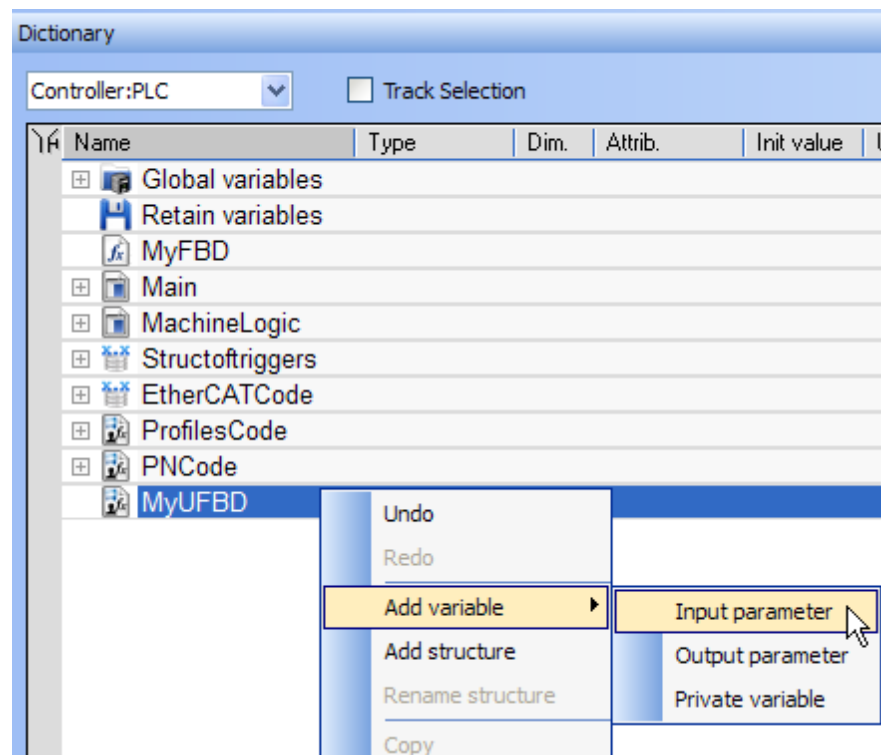 Dictionary
Controller:PLC Track Selection
Name Type Dim. Attrib. Init value
Global variables
Retain variables
MyFBD
Main
MachineLogic
Structoftriggers
EtherCATCode
ProfilesCode
PNCode
MyUFBD
Undo
Redo
Add variable Input parameter
Add structure Output parameter
Rename structure Private variable
Copy